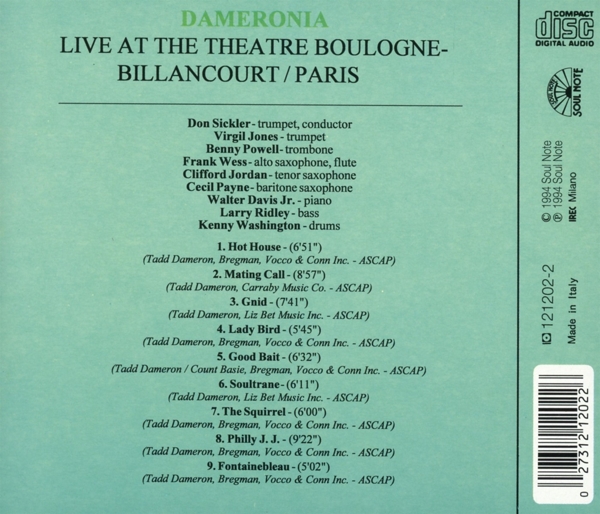 DAMERONIA
LIVE AT THE THEATRE BOULOGNE-
BILLANCOURT / PARIS
Don Sickler - trumpet, conductor
Virgil Jones - trumpet
Benny Powell - trombone
Frank Wess - alto saxophone, flute
Clifford Jordan - tenor saxophone
Cecil Payne - baritone saxophone
Walter Davis Jr. - piano
Larry Ridley - bass
Kenny Washington - drums
1. Hot House - (6'51")
(Tadd Dameron, Bregman, Vocco & Conn Inc. - ASCAP)
2. Mating Call - (8'57")
(Tadd Dameron, Carraby Music Co. - ASCAP)
3. Gnid - (7'41")
(Tadd Dameron, Liz Bet Music Inc. - ASCAP)
4. Lady Bird - (5'45")
(Tadd Dameron, Bregman, Vocco & Conn Inc. - ASCAP)
5. Good Bait - (6'32")
(Tadd Dameron / Count Basie, Bregman, Vocco & Conn Inc. - ASCAP)
6. Soultrane - (6'11")
(Tadd Dameron, Liz Bet Music Inc. - ASCAP)
7. The Squirrel - (6'00")
(Tadd Dameron, Bregman, Vocco & Conn Inc. - ASCAP)
8. Philly J. J. - (9'22")
(Tadd Dameron, Bregman, Vocco & Conn Inc. - ASCAP)
9. Fontainebleau - (5'02")
(Tadd Dameron, Bregman, Vocco & Conn Inc. - ASCAP)
COMPACT
disc
DIGITAL AUDIO
SOUL NOTE
SOUL NOTE
© 1994 Soul Note
℗ 1994 Soul Note
IREC Milano
121202-2
Made in Italy
0 27312 12022